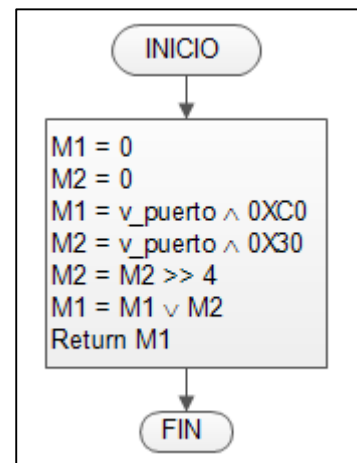 INICIO
M1 = 0
M2 = 0
M1 = v_puerto ∧ 0XC0
M2 = v_puerto ∧ 0X30
M2 = M2 >> 4
M1 = M1 ∨ M2
Return M1
FIN